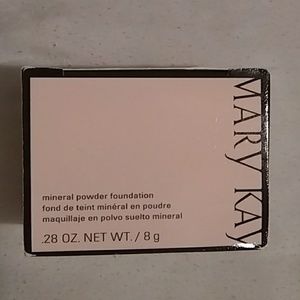 MARY KAY
mineral powder foundation
fond de teint minéral en poudre
maquillaje en polvo suelto mineral
.28 OZ. NET WT. / 8 g